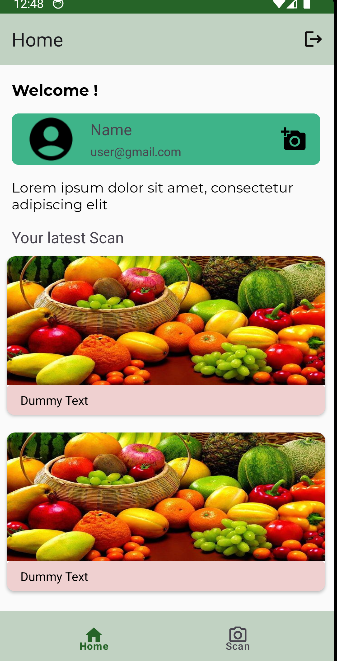 12:48
Home
Welcome !
Name
user@gmail.com
Lorem ipsum dolor sit amet, consectetur
adipiscing elit
Your latest Scan
Dummy Text
Dummy Text
Home
Scan